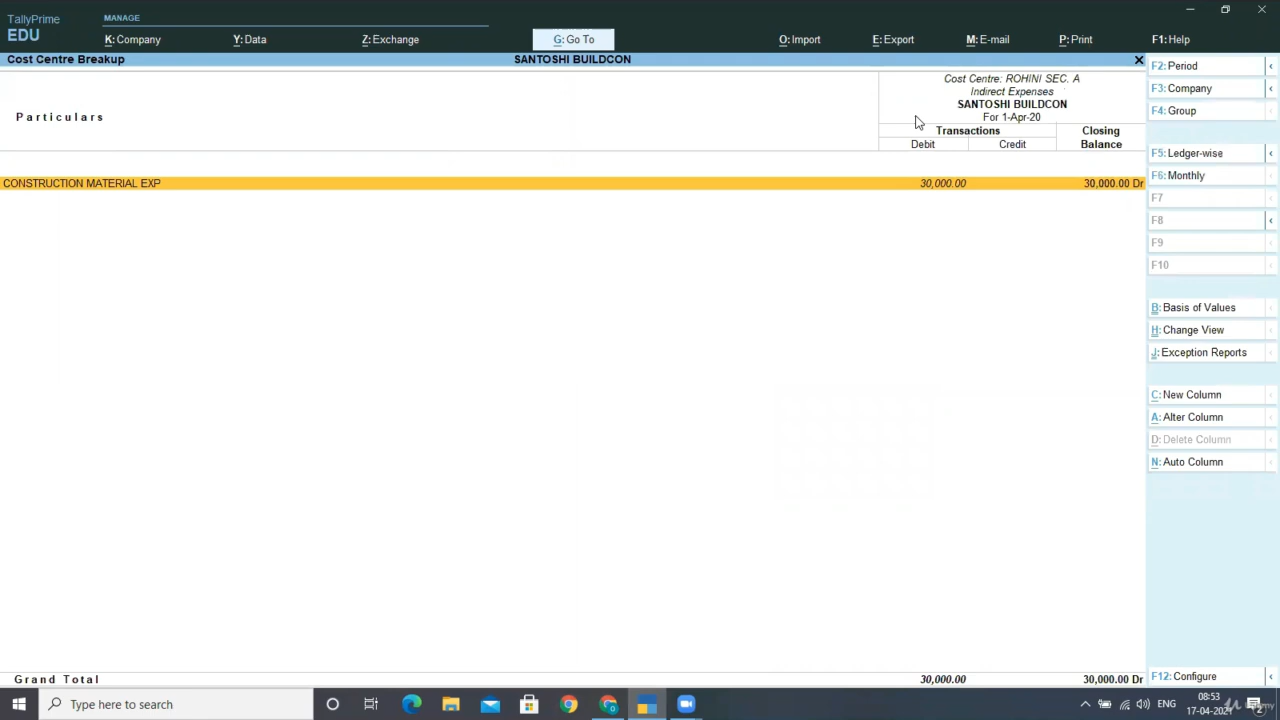 TallyPrime
EDU
MANAGE
K: Company
Y: Data
Z: Exchange
G: Go To
O: Import
E: Export
M: E-mail
P: Print
F1: Help
Cost Centre Breakup
SANTOSHI BUILDCON
Particulars
Cost Centre: ROHINI SEC. A
Indirect Expenses
SANTOSHI BUILDCON
For 1-Apr-20
Transactions
Closing
Debit
Credit
Balance
CONSTRUCTION MATERIAL EXP 30,000.00 30,000.00 Dr
Grand Total 30,000.00 30,000.00 Dr
F2: Period
F3: Company
F4: Group
F5: Ledger-wise
F6: Monthly
F7
F8
F9
F10
B: Basis of Values
H: Change View
J: Exception Reports
C: New Column
A: Alter Column
D: Delete Column
N: Auto Column
F12: Configure
Type here to search
ENG
08:53
17-04-2021